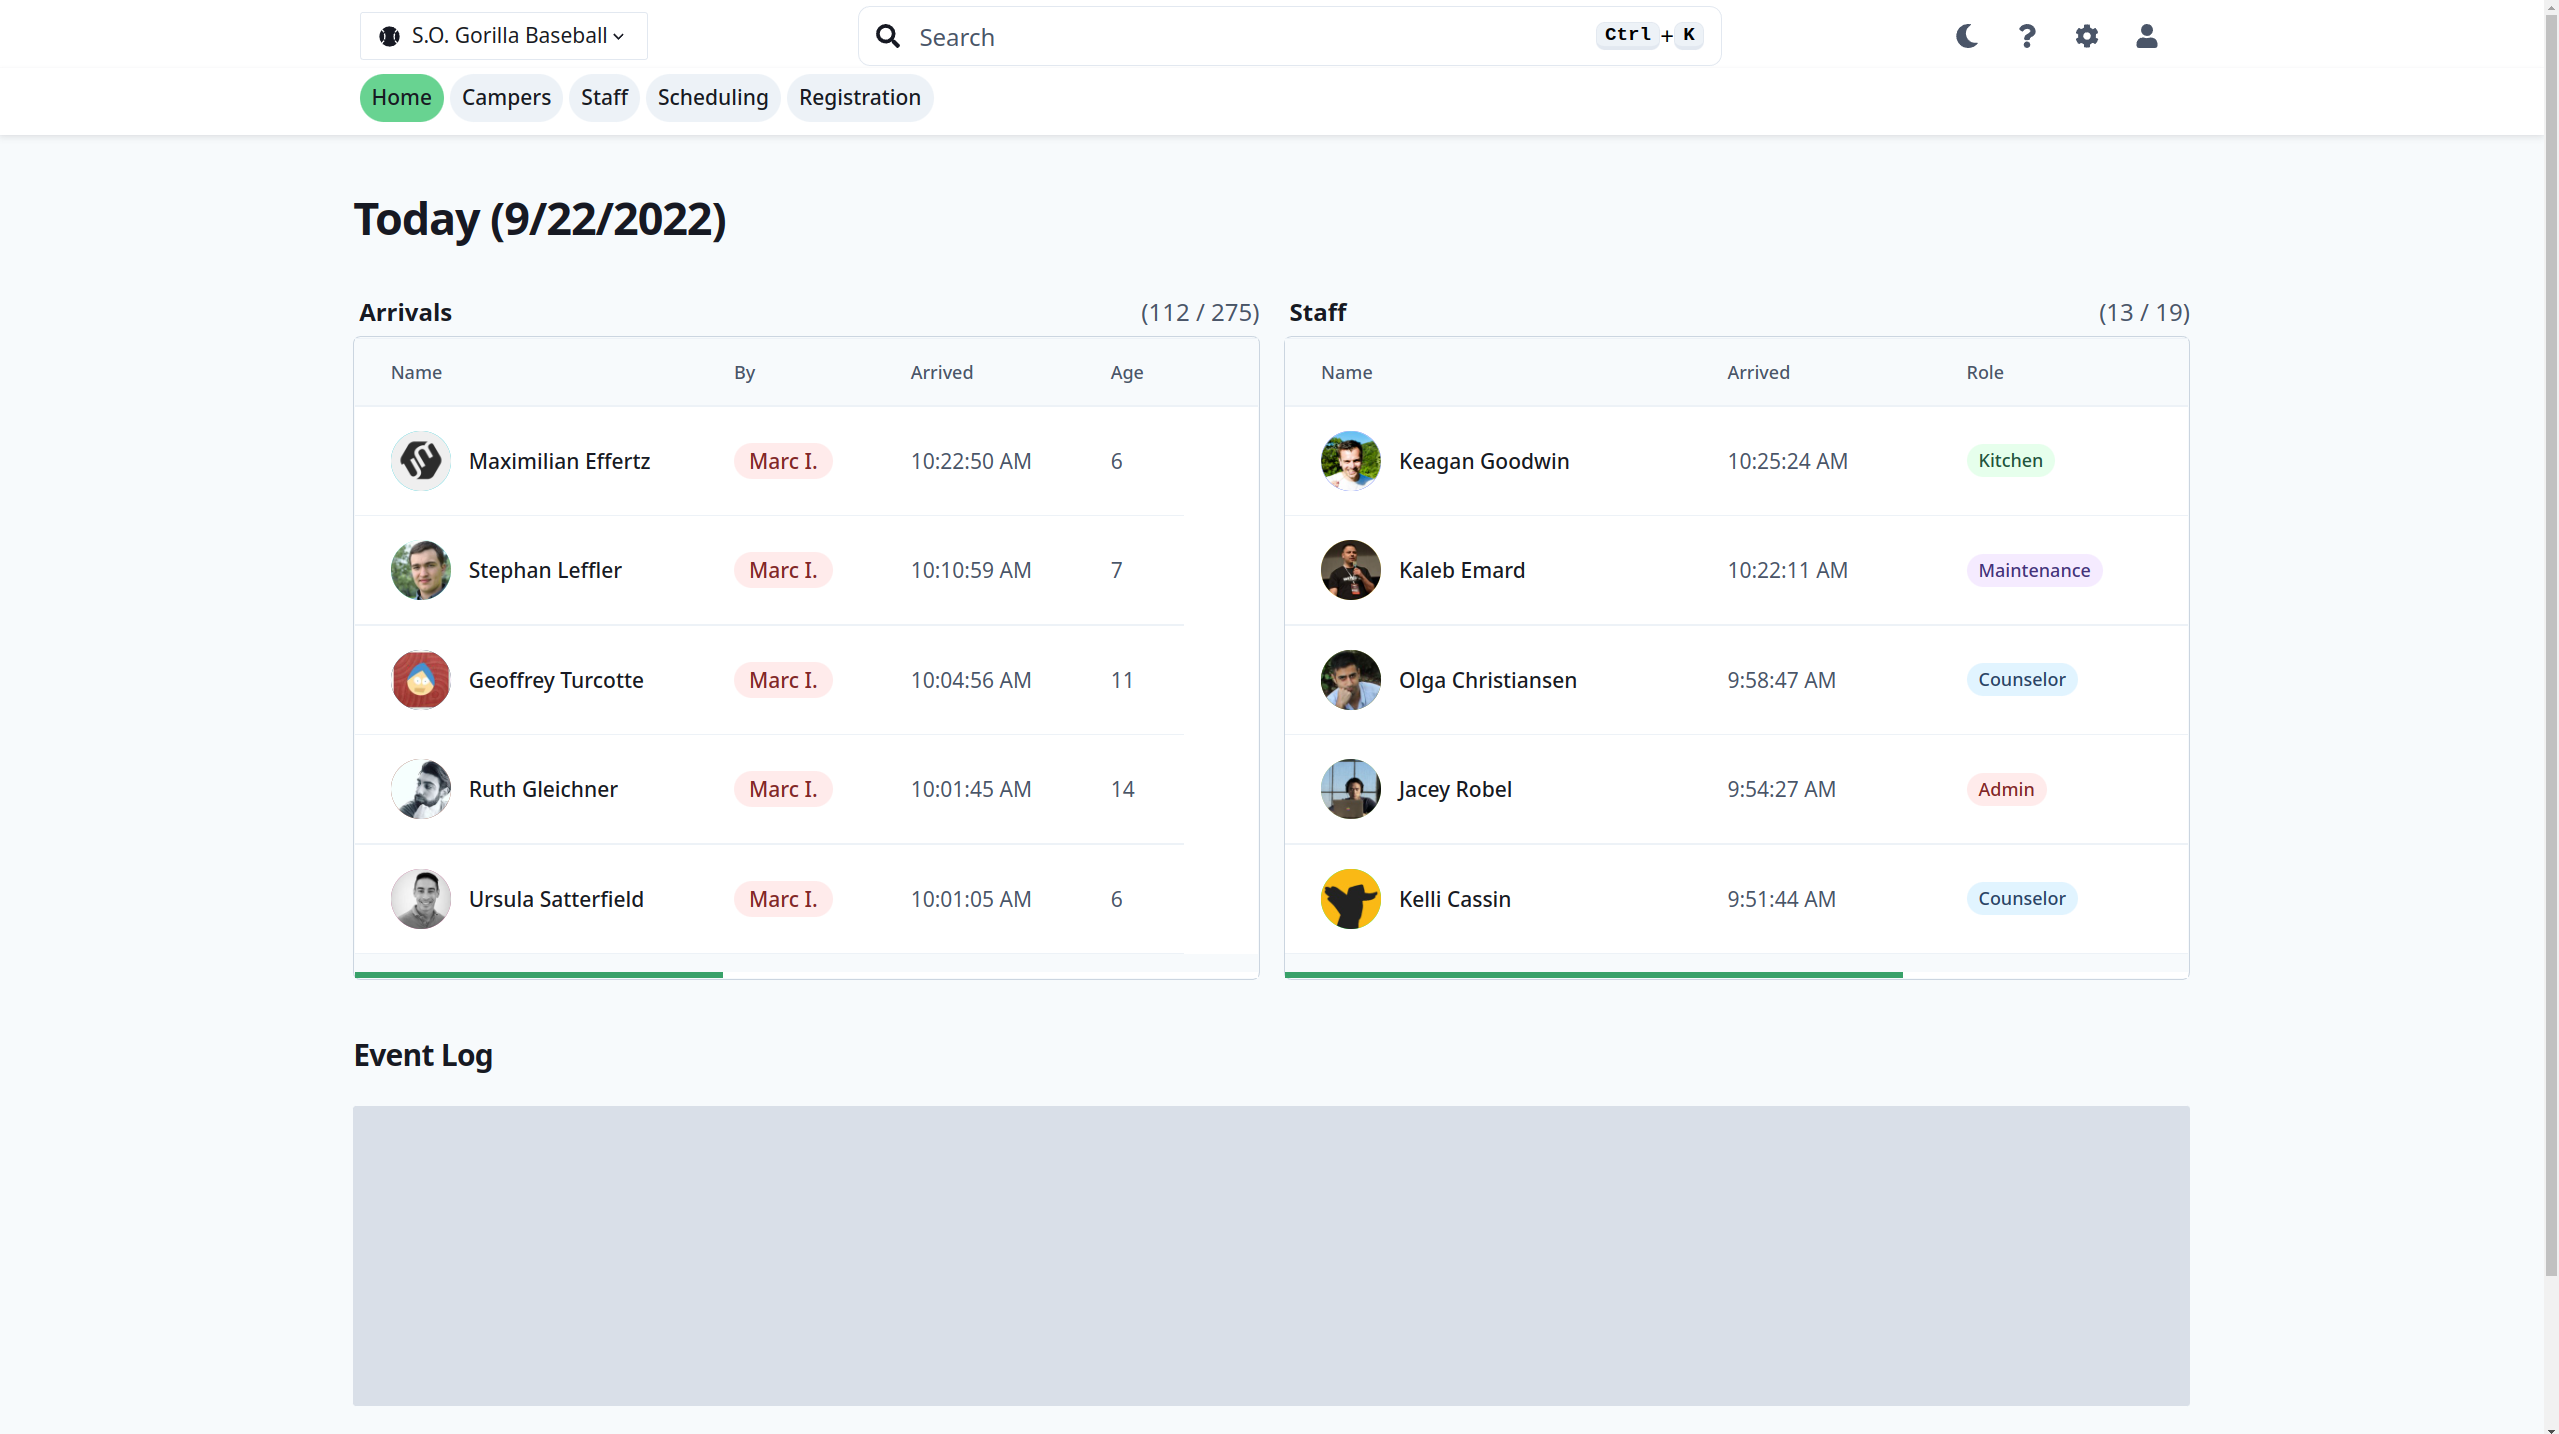 S.O. Gorilla Baseball
Search
Ctrl + K
Home Campers Staff Scheduling Registration
Today (9/22/2022)
Arrivals (112 / 275)
Name By Arrived Age
Maximilian Effertz Marc I. 10:22:50 AM 6
Stephan Leffler Marc I. 10:10:59 AM 7
Geoffrey Turcotte Marc I. 10:04:56 AM 11
Ruth Gleichner Marc I. 10:01:45 AM 14
Ursula Satterfield Marc I. 10:01:05 AM 6
Staff (13 / 19)
Name Arrived Role
Keagan Goodwin 10:25:24 AM Kitchen
Kaleb Emard 10:22:11 AM Maintenance
Olga Christiansen 9:58:47 AM Counselor
Jacey Robel 9:54:27 AM Admin
Kelli Cassin 9:51:44 AM Counselor
Event Log